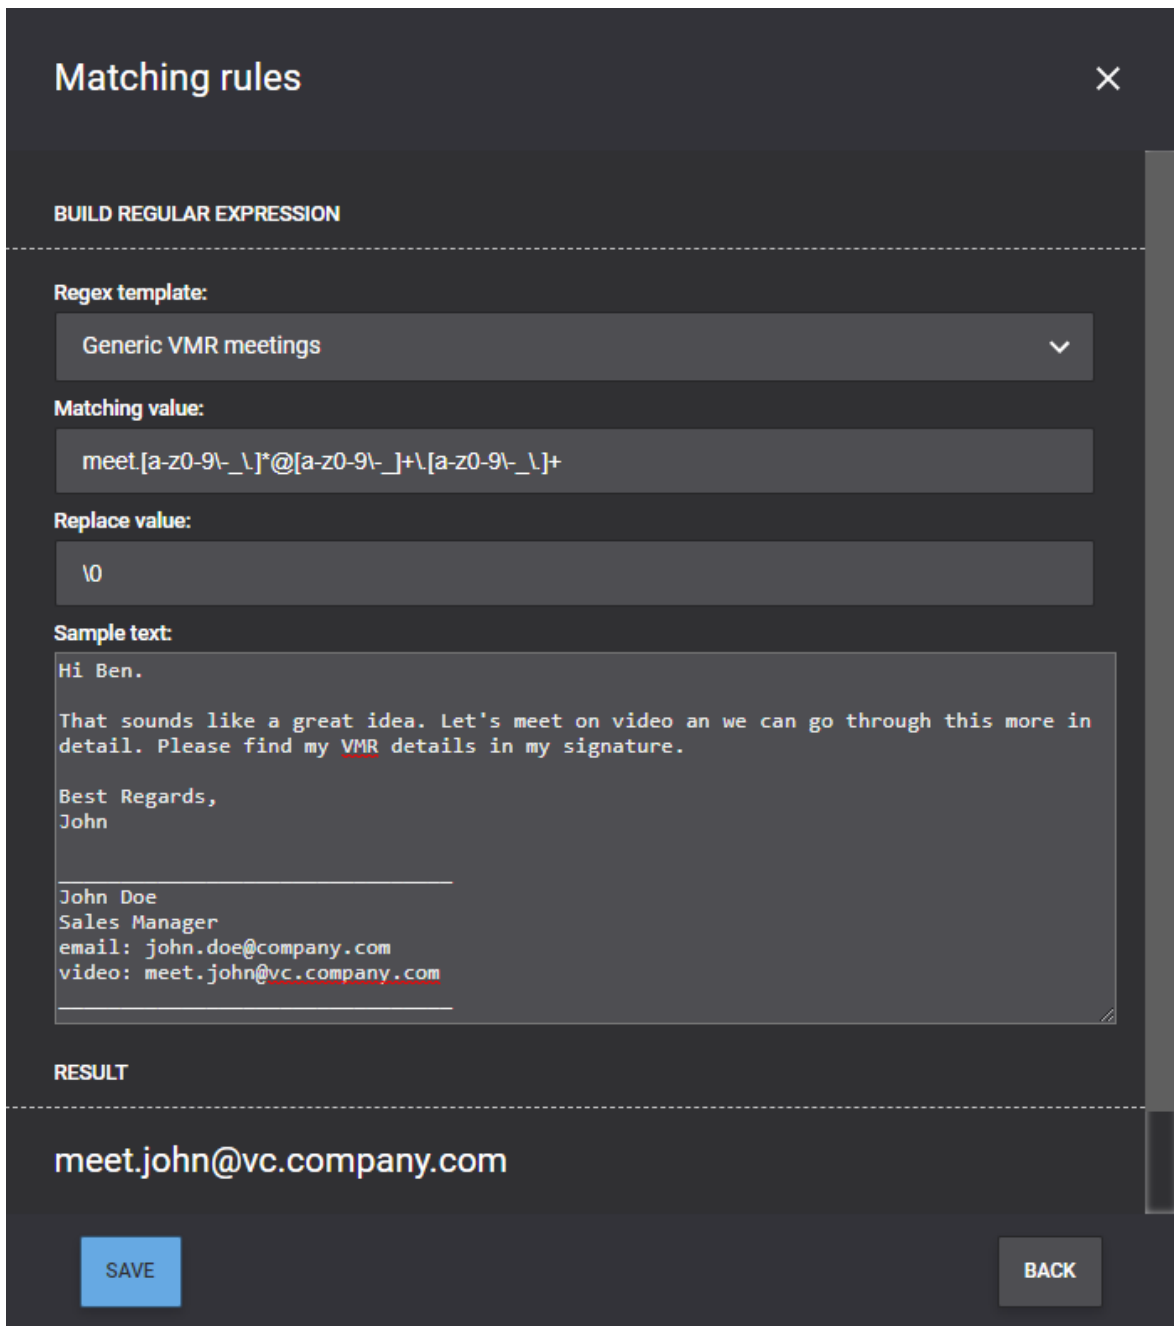 Matching rules
BUILD REGULAR EXPRESSION
Regex template:
Generic VMR meetings
Matching value:
meet.[a-z0-9\-_\.]*@[a-z0-9\-_]+\.[a-z0-9\-_\.]+
Replace value:
\0
Sample text:
Hi Ben.
That sounds like a great idea. Let's meet on video an we can go through this more in
detail. Please find my VMR details in my signature.
Best Regards,
John
________________________________
John Doe
Sales Manager
email: john.doe@company.com
video: meet.john@vc.company.com
________________________________
RESULT
meet.john@vc.company.com
SAVE
BACK